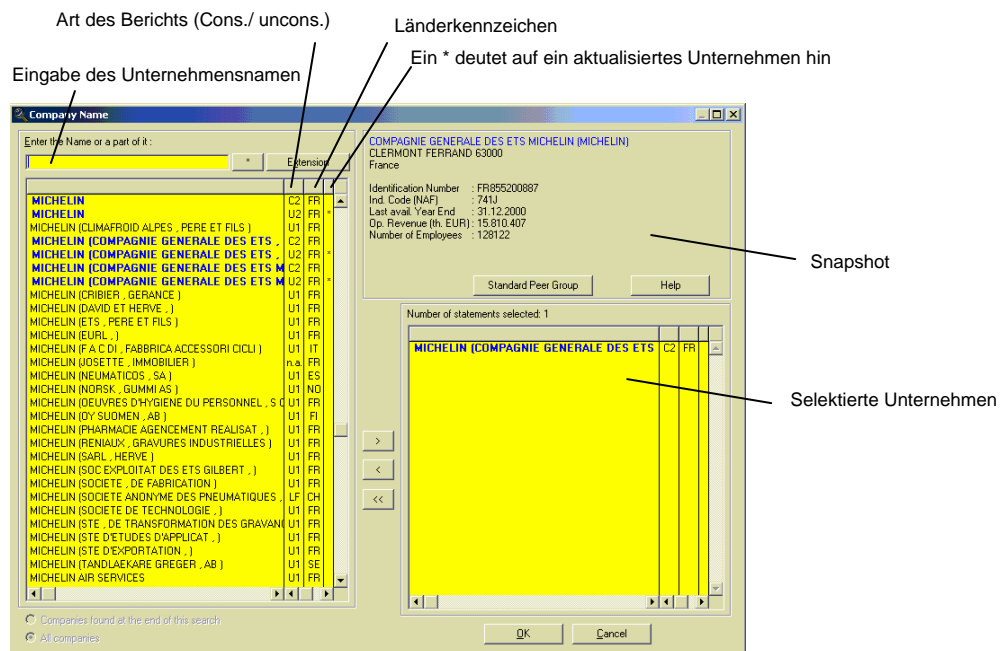 Art des Berichts (Cons./ uncons.)
Länderkennzeichen
Ein * deutet auf ein aktualisiertes Unternehmen hin
Eingabe des Unternehmensnamen
Company Name
Enter the Name or a part of it :
*
Extension
MICHELIN C2 FR
MICHELIN U2 FR *
MICHELIN (CLIMAFROID ALPES , PERE ET FILS ) U1 FR
MICHELIN (COMPAGNIE GENERALE DES ETS , C2 FR
MICHELIN (COMPAGNIE GENERALE DES ETS , U2 FR *
MICHELIN (COMPAGNIE GENERALE DES ETS M C2 FR
MICHELIN (COMPAGNIE GENERALE DES ETS M U2 FR *
MICHELIN (CRIBIER , GERANCE ) U1 FR
MICHELIN (DAVID ET HERVE , ) U1 FR
MICHELIN (ETS , PERE ET FILS ) U1 FR
MICHELIN (EURL , ) U1 FR
MICHELIN (F A C DI , FABBRICA ACCESSORI CICLI ) U1 IT
MICHELIN (JOSETTE , IMMOBILIER ) n.a. FR
MICHELIN (NEUMATICOS , SA ) U1 ES
MICHELIN (NORSK , GUMMI AS ) U1 NO
MICHELIN (OEUVRES D'HYGIENE DU PERSONNEL , S C U1 FR
MICHELIN (OY SUOMEN , AB ) U1 FI
MICHELIN (PHARMACIE AGENCEMENT REALISAT , ) U1 FR
MICHELIN (RENIAUX , GRAVURES INDUSTRIELLES ) U1 FR
MICHELIN (SARL , HERVE ) U1 FR
MICHELIN (SOC EXPLOITAT DES ETS GILBERT , ) U1 FR
MICHELIN (SOCIETE , DE FABRICATION ) U1 FR
MICHELIN (SOCIETE ANONYME DES PNEUMATIQUES , LF CH
MICHELIN (SOCIETE DE TECHNOLOGIE , ) U1 FR
MICHELIN (STE , DE TRANSFORMATION DES GRAVAN U1 FR
MICHELIN (STE D'ETUDES D'APPLICAT , ) U1 FR
MICHELIN (STE D'EXPORTATION , ) U1 FR
MICHELIN (TANDLAEKARE GREGER , AB ) U1 SE
MICHELIN AIR SERVICES U1 FR
Companies found at the end of this search
All companies
COMPAGNIE GENERALE DES ETS MICHELIN (MICHELIN)
CLERMONT FERRAND 63000
France
Identification Number : FR855200887
Ind. Code (NAF) : 741J
Last avail. Year End : 31.12.2000
Op. Revenue (th. EUR) : 15.810.407
Number of Employees : 128122
Standard Peer Group
Help
Snapshot
Number of statements selected: 1
MICHELIN (COMPAGNIE GENERALE DES ETS C2 FR
Selektierte Unternehmen
>
<
<<
OK
Cancel